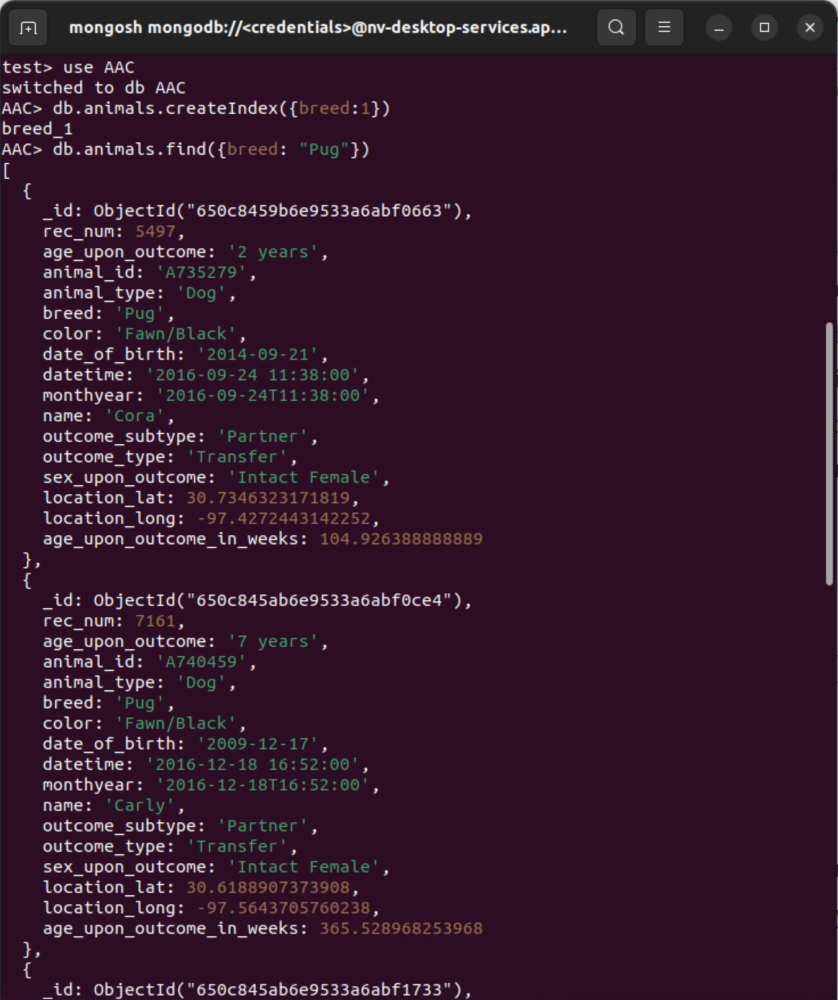 mongosh mongodb://<credentials>@nv-desktop-services.ap...
test> use AAC
switched to db AAC
AAC> db.animals.createIndex({breed:1})
breed_1
AAC> db.animals.find({breed: "Pug"})
[
  {
    _id: ObjectId("650c8459b6e9533a6abf0663"),
    rec_num: 5497,
    age_upon_outcome: '2 years',
    animal_id: 'A735279',
    animal_type: 'Dog',
    breed: 'Pug',
    color: 'Fawn/Black',
    date_of_birth: '2014-09-21',
    datetime: '2016-09-24 11:38:00',
    monthyear: '2016-09-24T11:38:00',
    name: 'Cora',
    outcome_subtype: 'Partner',
    outcome_type: 'Transfer',
    sex_upon_outcome: 'Intact Female',
    location_lat: 30.7346323171819,
    location_long: -97.4272443142252,
    age_upon_outcome_in_weeks: 104.926388888889
  },
  {
    _id: ObjectId("650c845ab6e9533a6abf0ce4"),
    rec_num: 7161,
    age_upon_outcome: '7 years',
    animal_id: 'A740459',
    animal_type: 'Dog',
    breed: 'Pug',
    color: 'Fawn/Black',
    date_of_birth: '2009-12-17',
    datetime: '2016-12-18 16:52:00',
    monthyear: '2016-12-18T16:52:00',
    name: 'Carly',
    outcome_subtype: 'Partner',
    outcome_type: 'Transfer',
    sex_upon_outcome: 'Intact Female',
    location_lat: 30.6188907373908,
    location_long: -97.5643705760238,
    age_upon_outcome_in_weeks: 365.528968253968
  },
  {
    _id: ObjectId("650c845ab6e9533a6abf1733"),